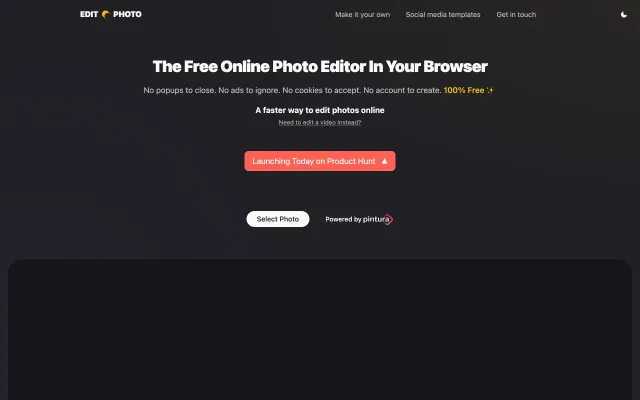 EDIT PHOTO
Make it your own Social media templates Get in touch
The Free Online Photo Editor In Your Browser
No popups to close. No ads to ignore. No cookies to accept. No account to create. 100% Free ✨
A faster way to edit photos online
Need to edit a video instead?
Launching Today on Product Hunt ▲
Select Photo Powered by pintura